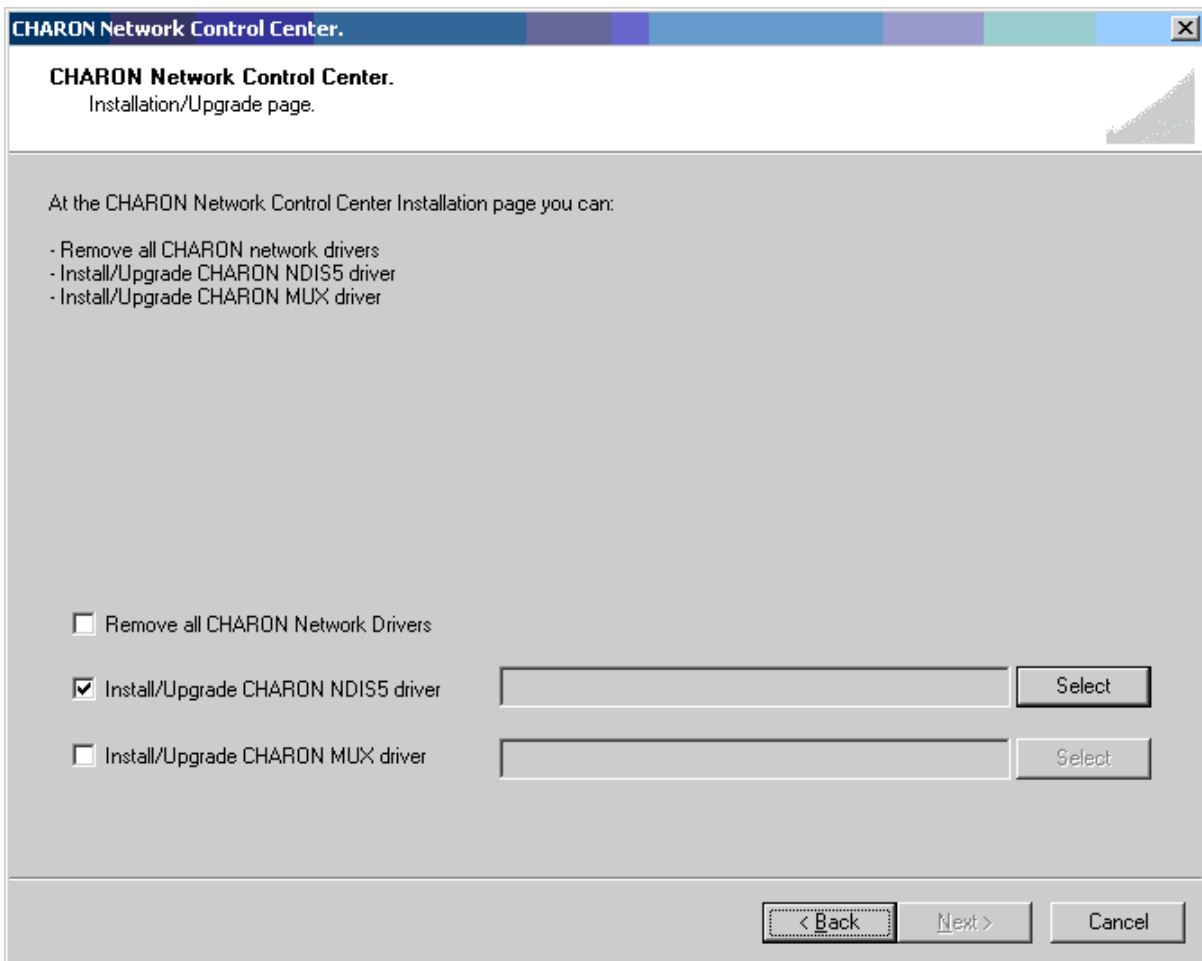 CHARON Network Control Center.
CHARON Network Control Center.
Installation/Upgrade page.
At the CHARON Network Control Center Installation page you can:
- Remove all CHARON network drivers
- Install/Upgrade CHARON NDIS5 driver
- Install/Upgrade CHARON MUX driver
Remove all CHARON Network Drivers
Install/Upgrade CHARON NDIS5 driver Select
Install/Upgrade CHARON MUX driver Select
< Back Next > Cancel